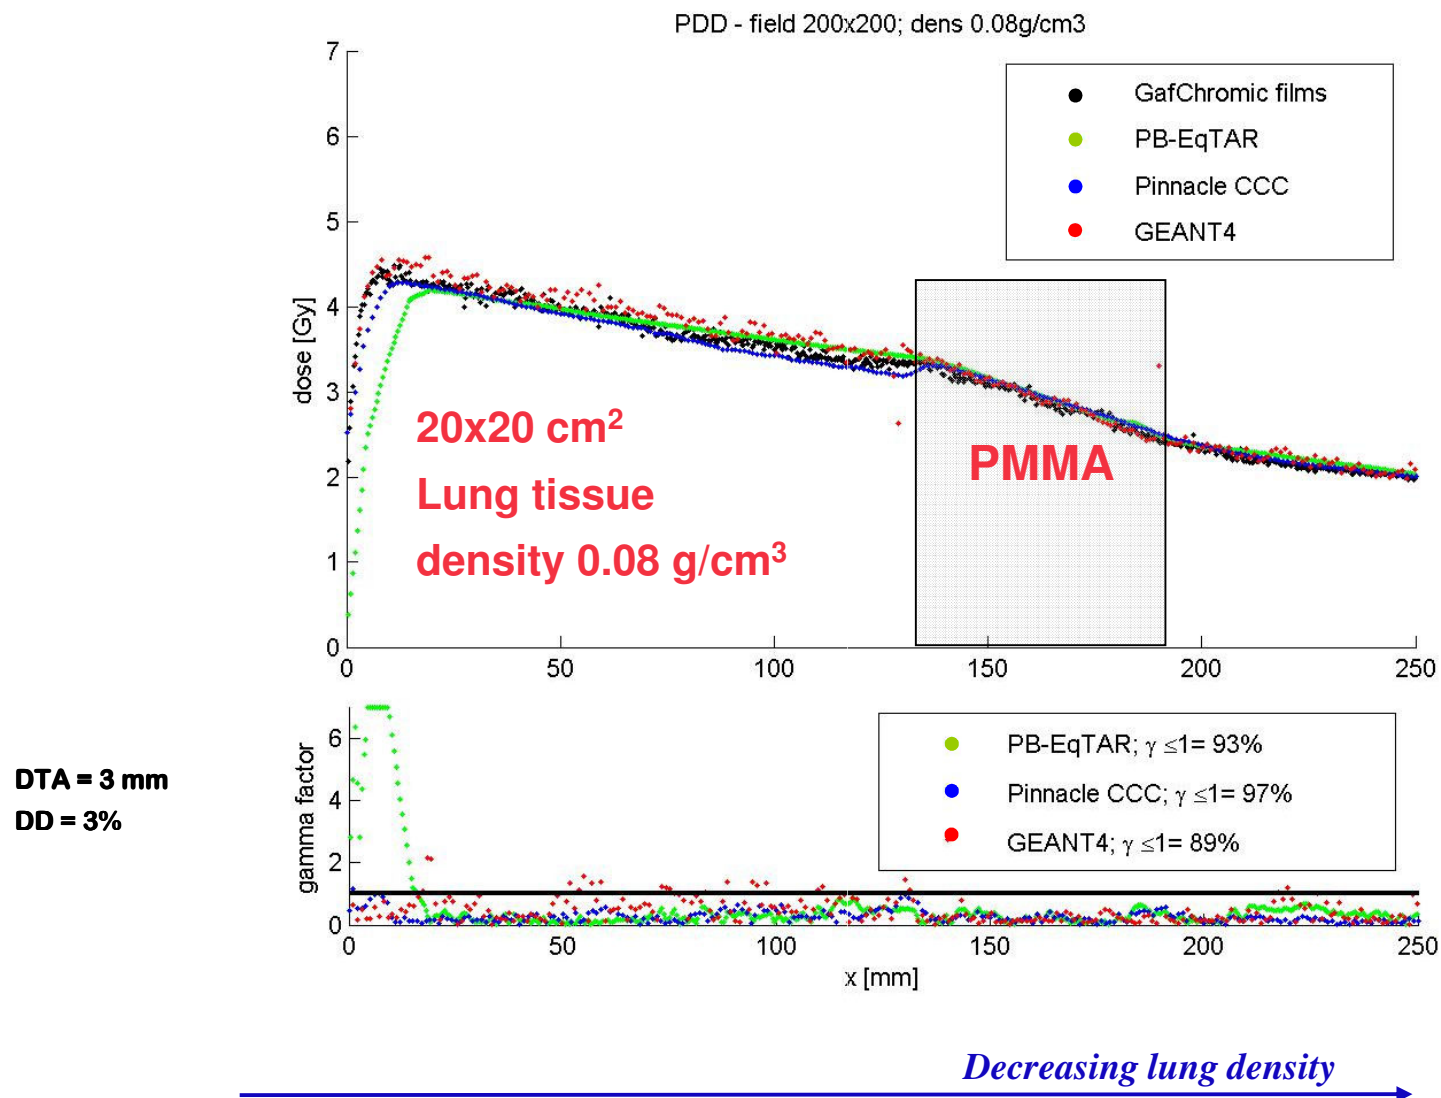 PDD - field 200x200; dens 0.08g/cm3
7
6
5
4
3
2
1
0
dose [Gy]
GafChromic films
PB-EqTAR
Pinnacle CCC
GEANT4
20x20 cm²
Lung tissue
density 0.08 g/cm³
PMMA
0 50 100 150 200 250
DTA = 3 mm
DD = 3%
6
4
2
0
gamma factor
PB-EqTAR; γ ≤1= 93%
Pinnacle CCC; γ ≤1= 97%
GEANT4; γ ≤1= 89%
0 50 100 150 200 250
x [mm]
Decreasing lung density